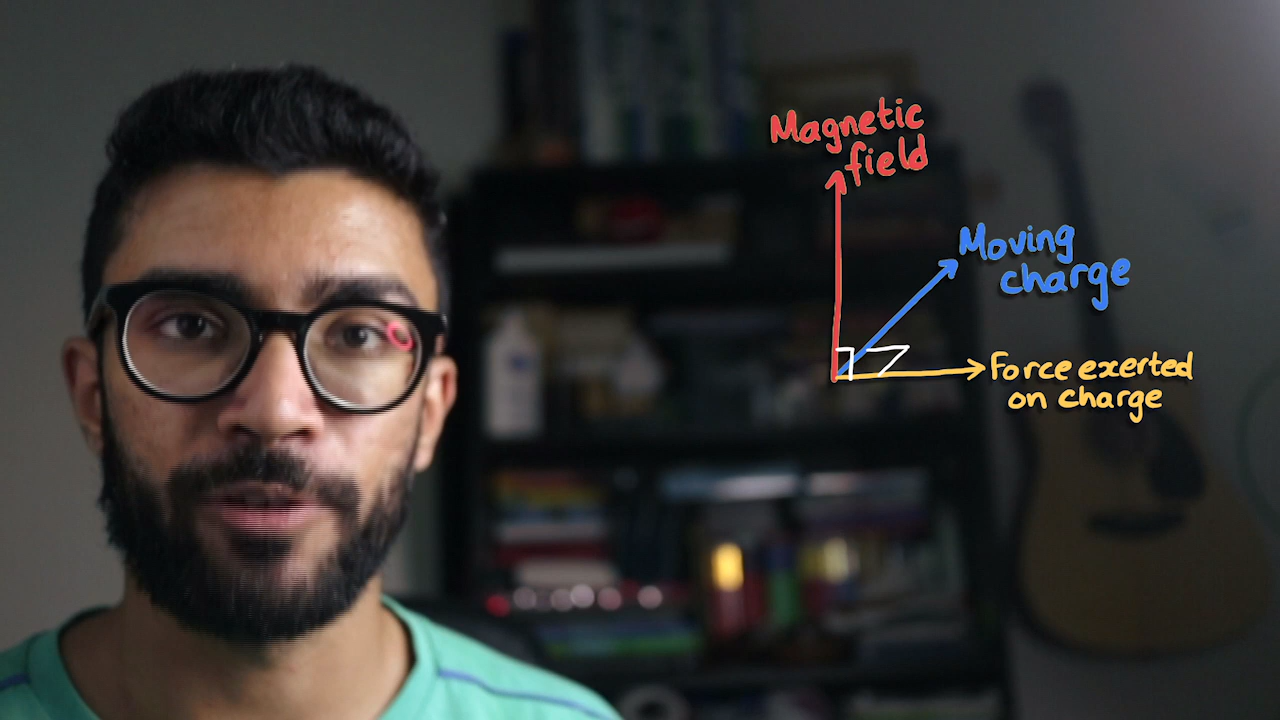 Magnetic
field
Moving
charge
Force exerted
on charge